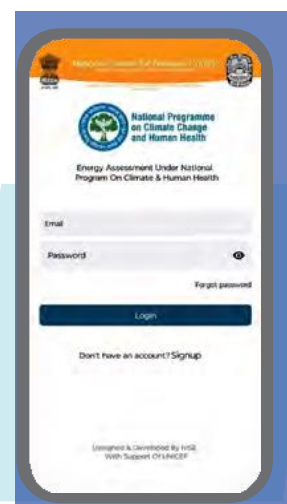 National Programme
on Climate Change
and Human Health
Energy Assessment Under National
Program On Climate & Human Health
Email
Password
Forgot password
Login
Don't have an account? Signup
Designed & Developed By NISE
With Support Of UNICEF